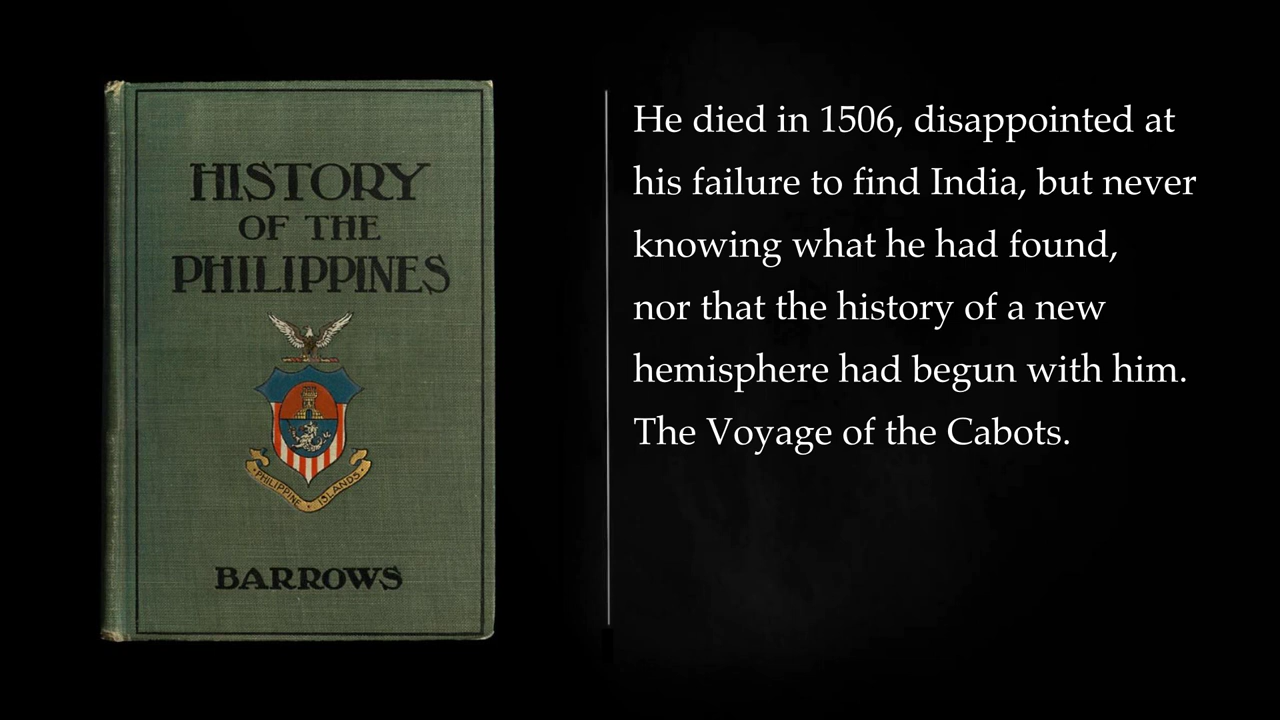 HISTORY
OF THE
PHILIPPINES
PHILIPPINE ISLANDS
BARROWS
He died in 1506, disappointed at
his failure to find India, but never
knowing what he had found,
nor that the history of a new
hemisphere had begun with him.
The Voyage of the Cabots.